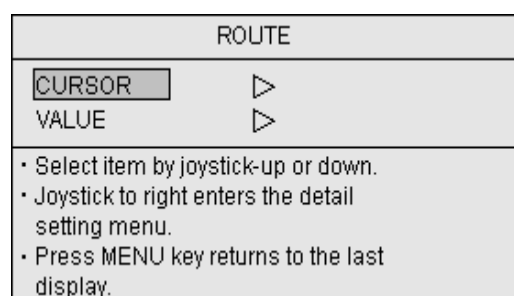 ROUTE
CURSOR ▷
VALUE ▷
· Select item by joystick-up or down.
· Joystick to right enters the detail
setting menu.
· Press MENU key returns to the last
display.